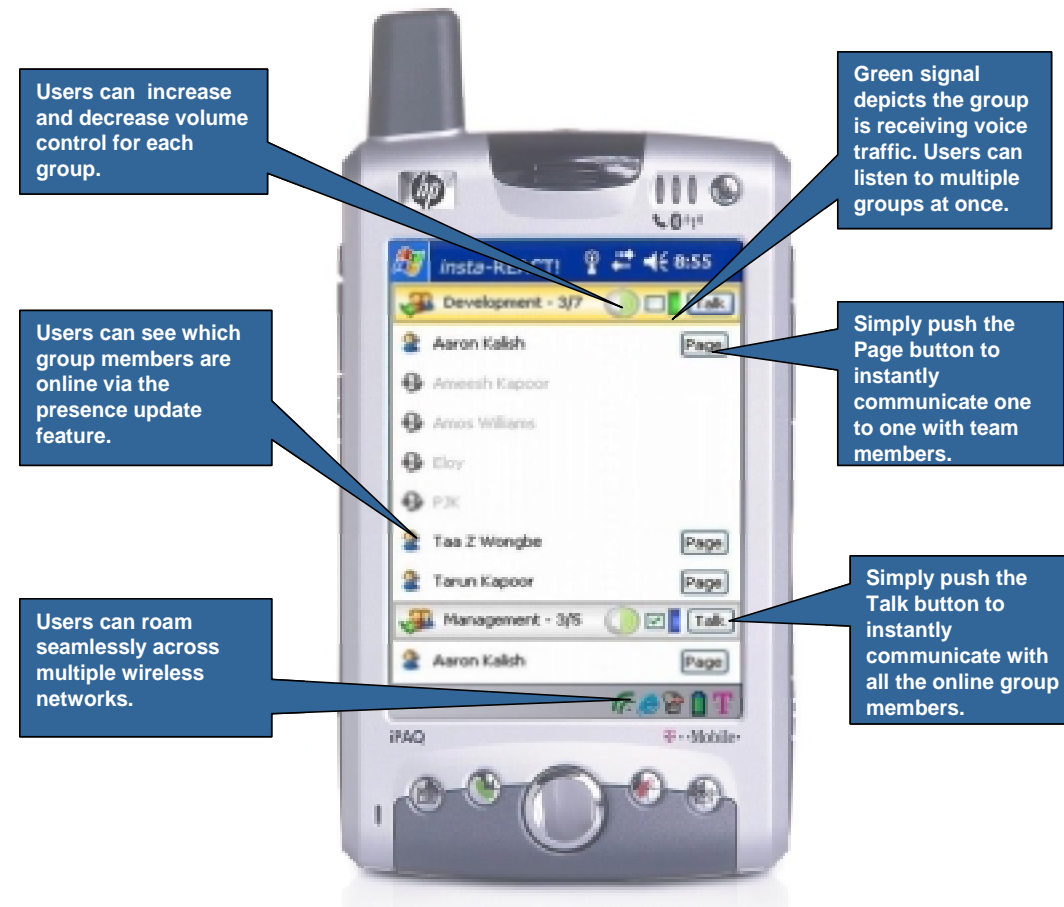 Users can increase
and decrease volume
control for each
group.
Green signal
depicts the group
is receiving voice
traffic. Users can
listen to multiple
groups at once.
hp
insta-REACT! 8:55
Development - 3/7 Talk
Aaron Kalish Page
Ameesh Kapoor
Amos Williams
Eloy
PJK
Taa Z Wongbe Page
Tarun Kapoor Page
Management - 3/5 Talk
Aaron Kalish Page
T
iPAQ T··Mobile·
Users can see which
group members are
online via the
presence update
feature.
Simply push the
Page button to
instantly
communicate one
to one with team
members.
Users can roam
seamlessly across
multiple wireless
networks.
Simply push the
Talk button to
instantly
communicate with
all the online group
members.